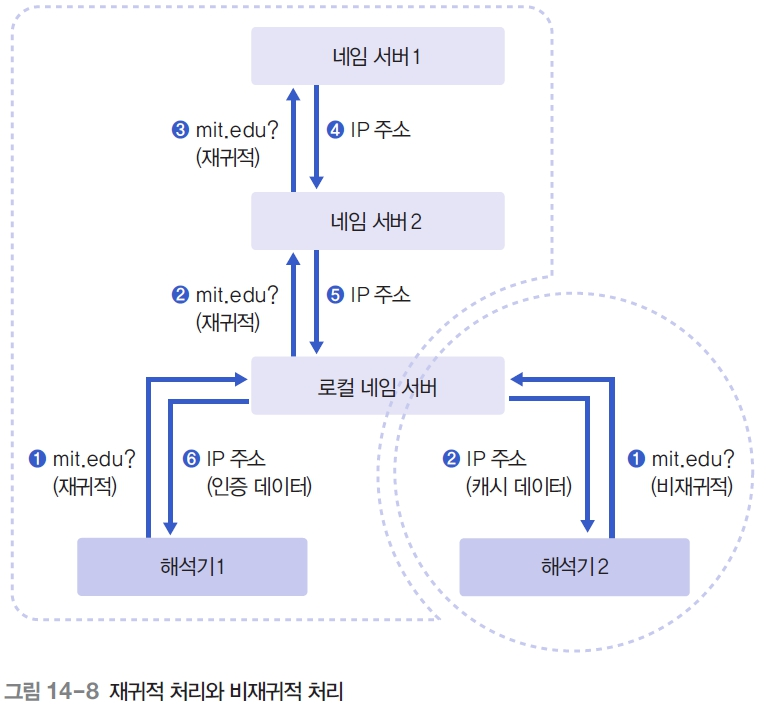 네임 서버 1
❸ mit.edu?
(재귀적)
❹ IP 주소
네임 서버 2
❷ mit.edu?
(재귀적)
❺ IP 주소
로컬 네임 서버
❶ mit.edu?
(재귀적)
❻ IP 주소
(인증 데이터)
❷ IP 주소
(캐시 데이터)
❶ mit.edu?
(비재귀적)
해석기 1
해석기 2
그림 14-8 재귀적 처리와 비재귀적 처리